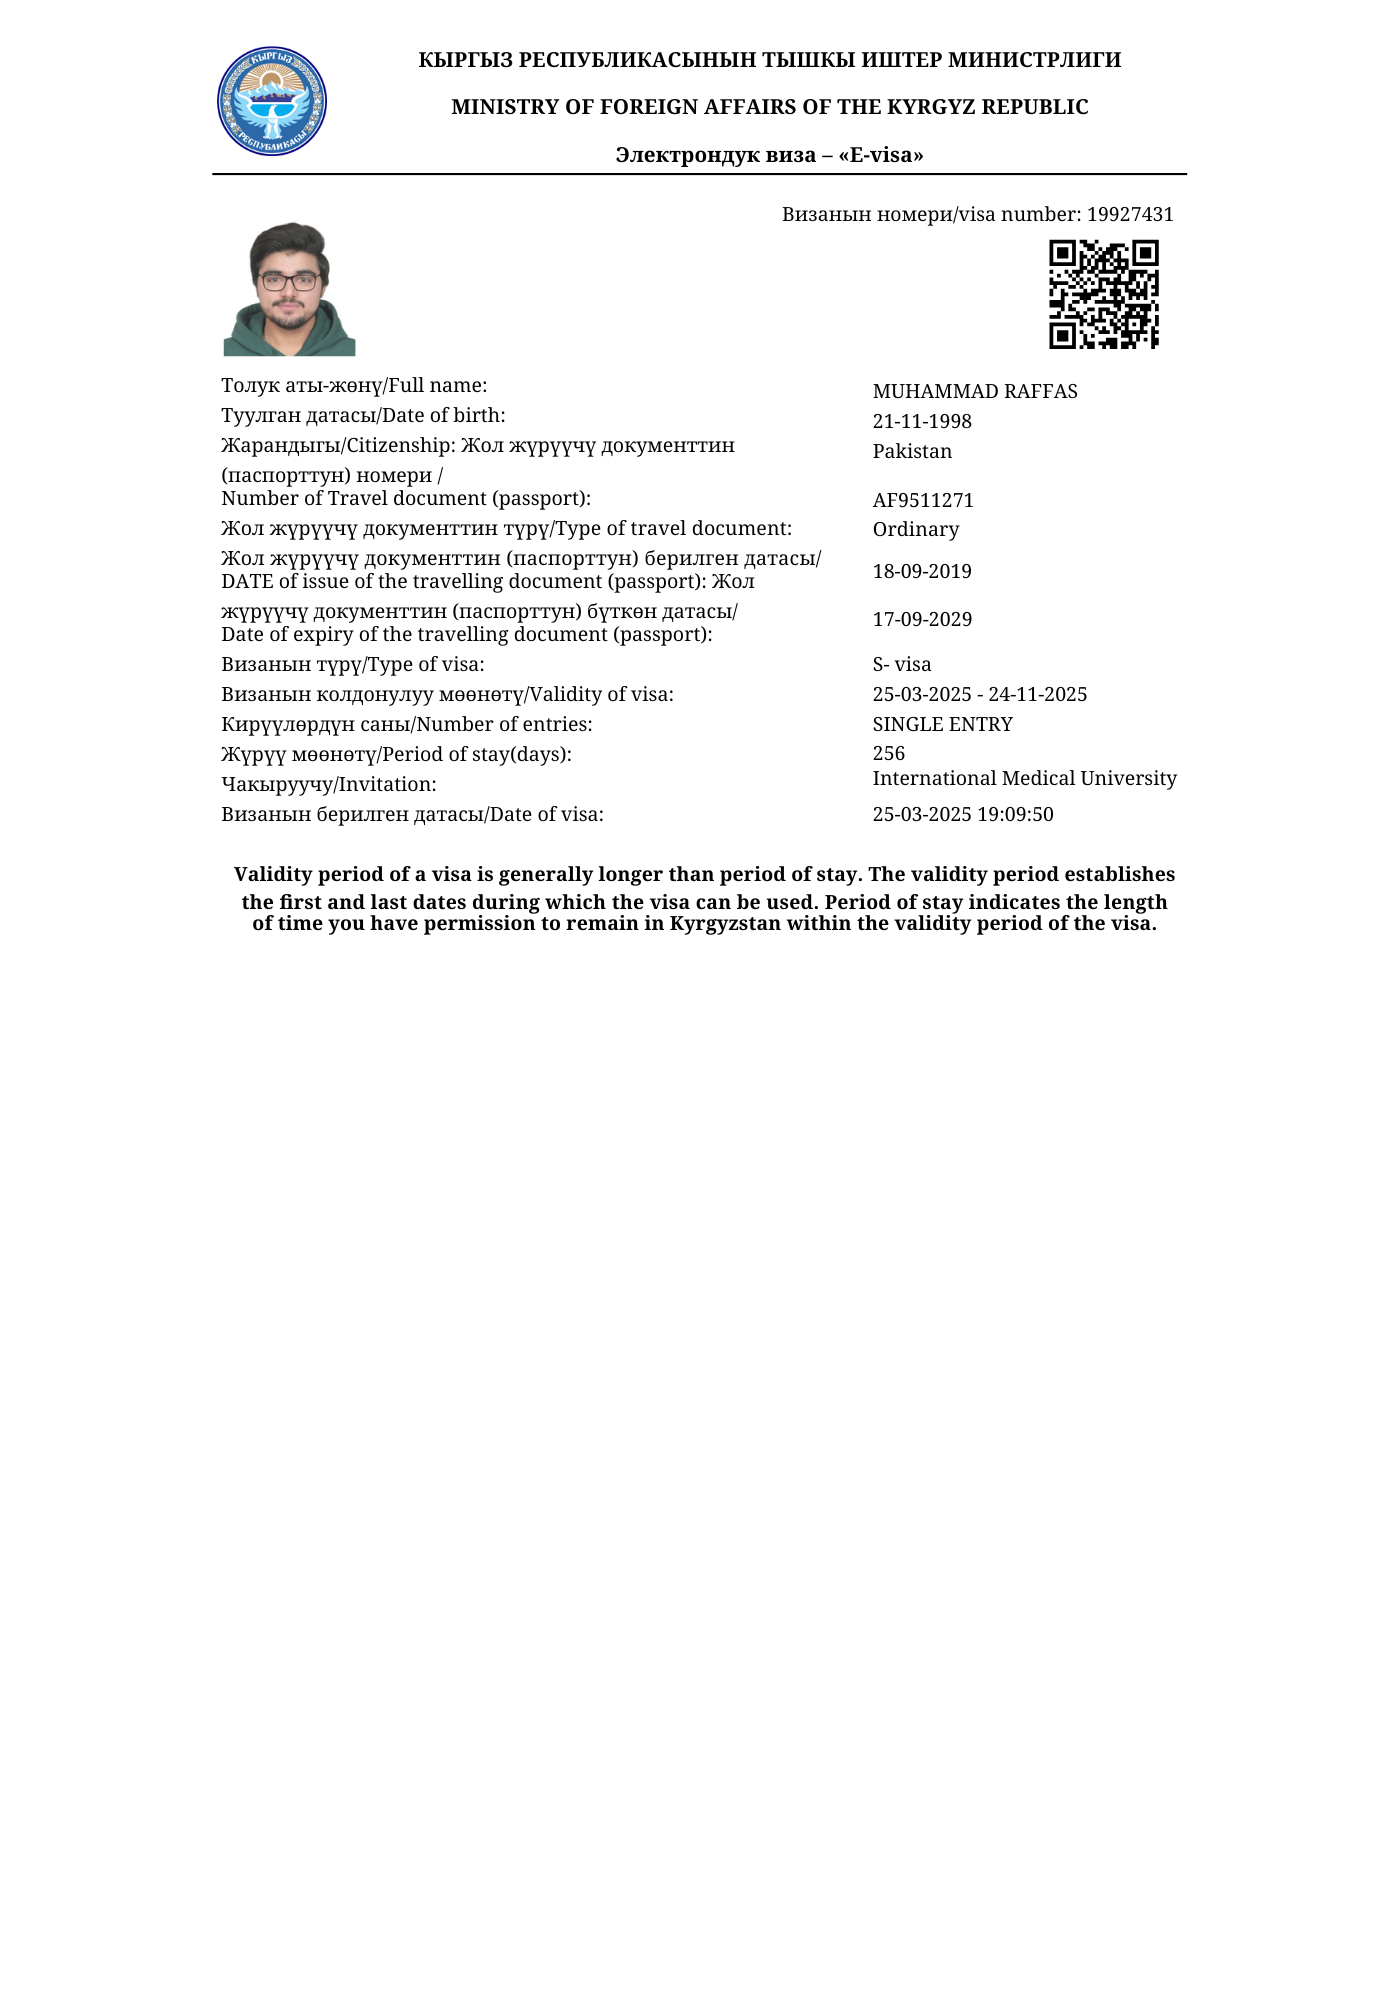 КЫРГЫЗ
РЕСПУБЛИКАСЫ
КЫРГЫЗ РЕСПУБЛИКАСЫНЫН ТЫШКЫ ИШТЕР МИНИСТРЛИГИ
MINISTRY OF FOREIGN AFFAIRS OF THE KYRGYZ REPUBLIC
Электрондук виза – «E-visa»
Визанын номери/visa number: 19927431
Толук аты-жөнү/Full name: MUHAMMAD RAFFAS
Туулган датасы/Date of birth: 21-11-1998
Жарандыгы/Citizenship: Жол жүрүүчү документтин Pakistan
(паспорттун) номери /
Number of Travel document (passport): AF9511271
Жол жүрүүчү документтин түрү/Type of travel document: Ordinary
Жол жүрүүчү документтин (паспорттун) берилген датасы/
DATE of issue of the travelling document (passport): Жол 18-09-2019
жүрүүчү документтин (паспорттун) бүткөн датасы/
Date of expiry of the travelling document (passport): 17-09-2029
Визанын түрү/Type of visa: S- visa
Визанын колдонулуу мөөнөтү/Validity of visa: 25-03-2025 - 24-11-2025
Кирүүлөрдүн саны/Number of entries: SINGLE ENTRY
Жүрүү мөөнөтү/Period of stay(days): 256
Чакыруучу/Invitation: International Medical University
Визанын берилген датасы/Date of visa: 25-03-2025 19:09:50
Validity period of a visa is generally longer than period of stay. The validity period establishes
the first and last dates during which the visa can be used. Period of stay indicates the length
of time you have permission to remain in Kyrgyzstan within the validity period of the visa.